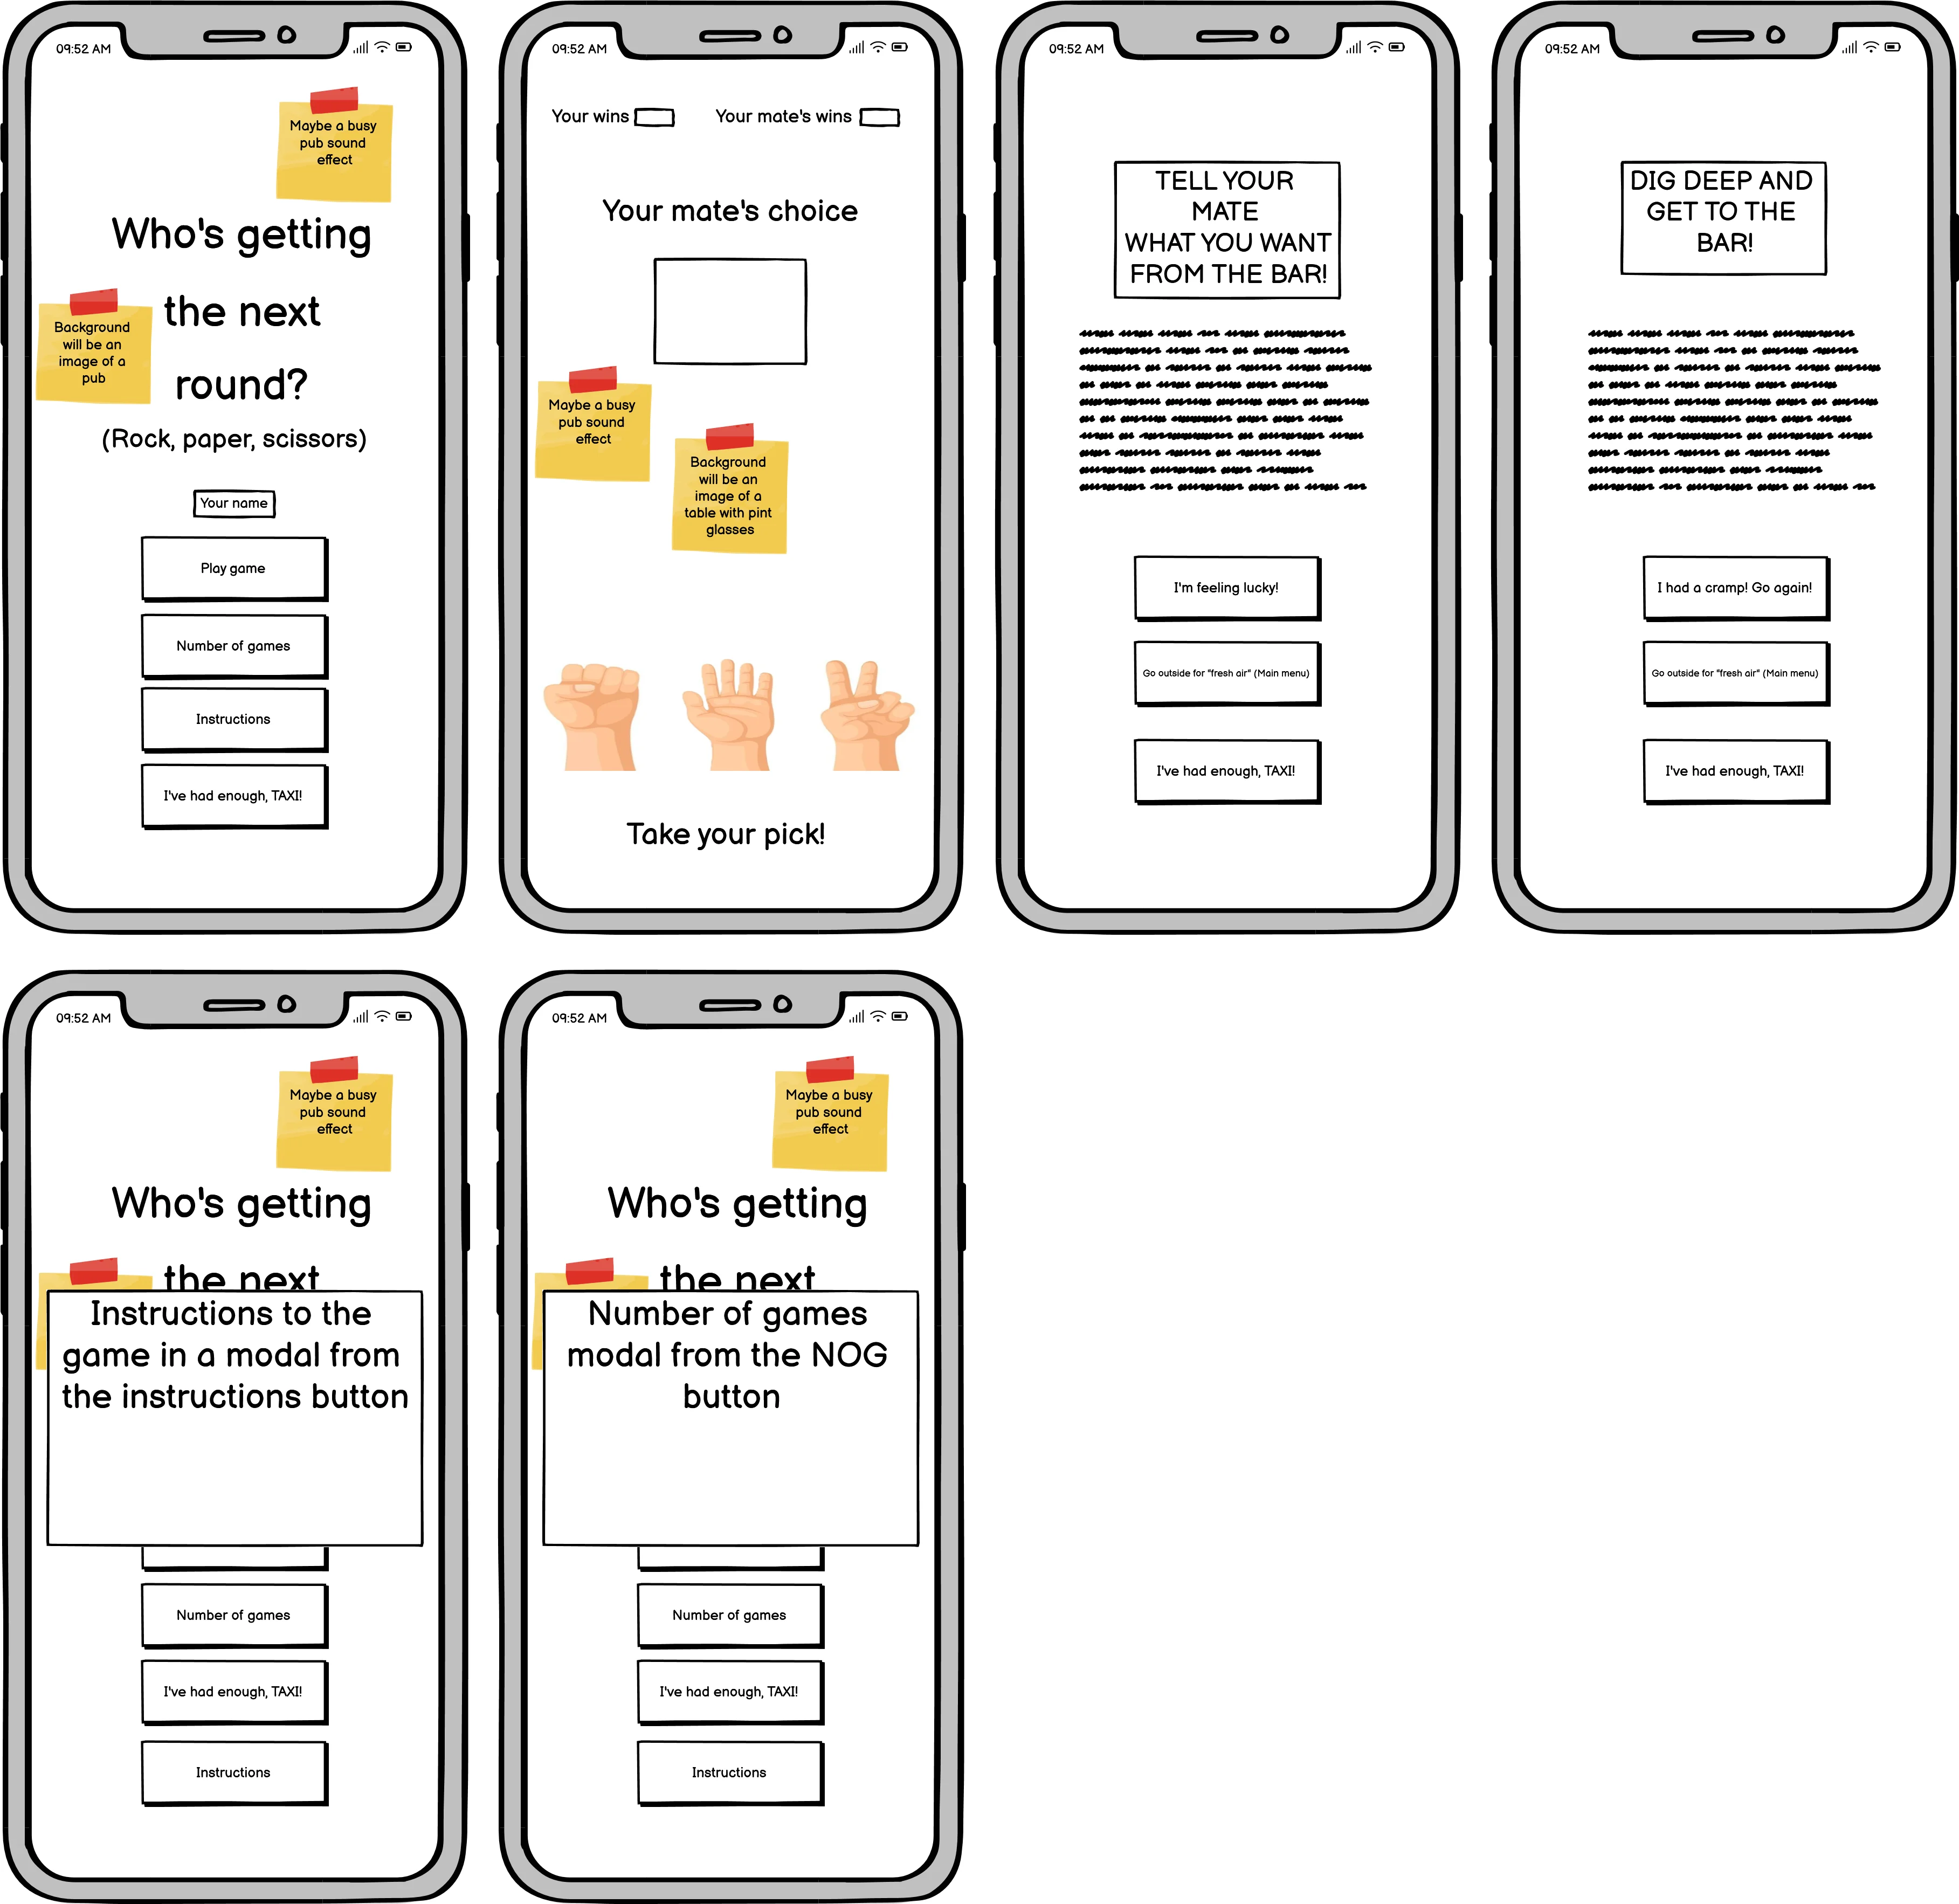 09:52 AM
Maybe a busy
pub sound
effect
Who's getting
the next
round?
Background
will be an
image of a
pub
(Rock, paper, scissors)
Your name
Play game
Number of games
Instructions
I've had enough, TAXI!
09:52 AM
Your wins
Your mate's wins
Your mate's choice
Maybe a busy
pub sound
effect
Background
will be an
image of a
table with pint
glasses
Take your pick!
09:52 AM
TELL YOUR
MATE
WHAT YOU WANT
FROM THE BAR!
I'm feeling lucky!
Go outside for "fresh air" (Main menu)
I've had enough, TAXI!
09:52 AM
DIG DEEP AND
GET TO THE
BAR!
I had a cramp! Go again!
Go outside for "fresh air" (Main menu)
I've had enough, TAXI!
09:52 AM
Maybe a busy
pub sound
effect
Who's getting
the next
Instructions to the
game in a modal from
the instructions button
Number of games
I've had enough, TAXI!
Instructions
09:52 AM
Maybe a busy
pub sound
effect
Who's getting
the next
Number of games
modal from the NOG
button
Number of games
I've had enough, TAXI!
Instructions